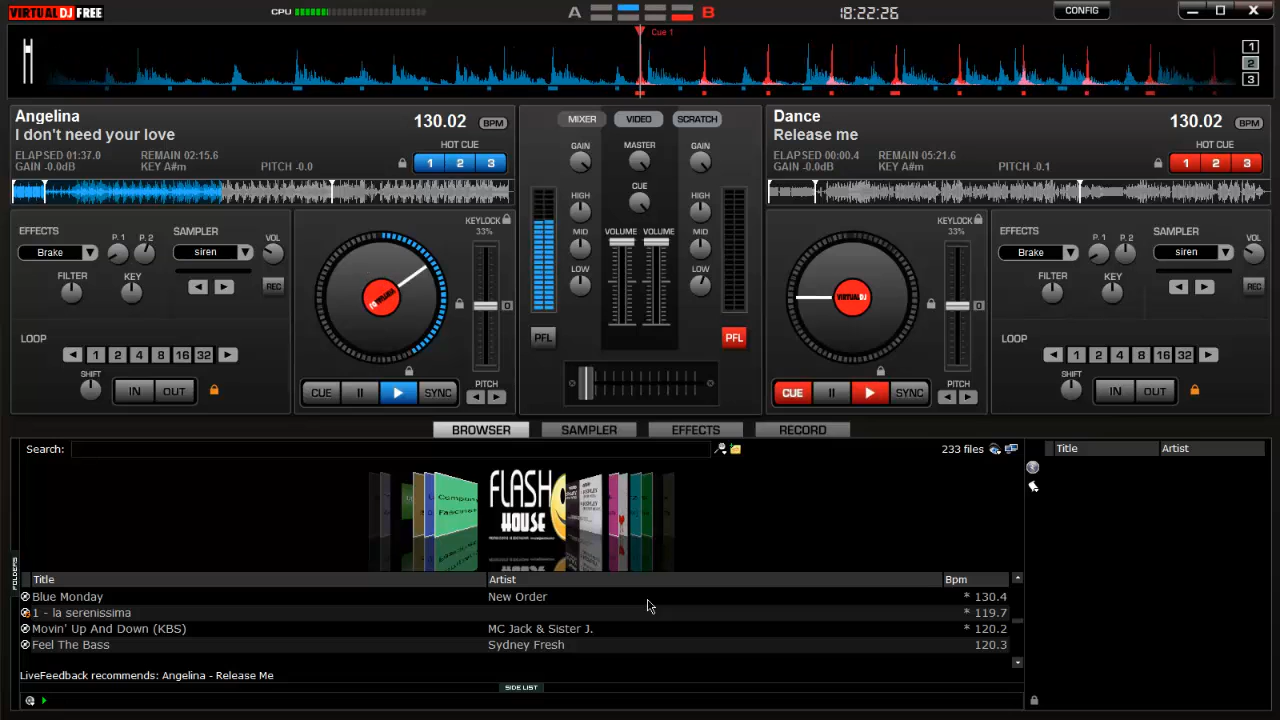 VIRTUALDJ FREE
CPU
A
B
18:22:26
CONFIG
Cue 1
1
2
3
Angelina
I don't need your love
130.02 BPM
HOT CUE
ELAPSED 01:37.0 REMAIN 02:15.6
GAIN -0.0dB KEY A#m PITCH -0.0
1 2 3
MIXER VIDEO SCRATCH
GAIN MASTER GAIN
CUE
HIGH HIGH
MID VOLUME VOLUME MID
LOW LOW
PFL PFL
Dance
Release me
130.02 BPM
HOT CUE
ELAPSED 00:00.4 REMAIN 05:21.6
GAIN -0.0dB KEY A#m PITCH -0.1
1 2 3
EFFECTS P.1 P.2 SAMPLER VOL
Brake siren
FILTER KEY REC
LOOP
1 2 4 8 16 32
SHIFT
IN OUT
KEYLOCK
33%
0
VIRTUALDJ
CUE SYNC PITCH
KEYLOCK
33%
0
VIRTUALDJ
CUE SYNC PITCH
EFFECTS P.1 P.2 SAMPLER VOL
Brake siren
FILTER KEY REC
LOOP
1 2 4 8 16 32
SHIFT
IN OUT
BROWSER SAMPLER EFFECTS RECORD
Search:
233 files
Title Artist
FLASH
HOUSE
FOLDERS
Title Artist Bpm
Blue Monday New Order * 130.4
1 - la serenissima * 119.7
Movin' Up And Down (KBS) MC Jack & Sister J. * 120.2
Feel The Bass Sydney Fresh 120.3
LiveFeedback recommends: Angelina - Release Me
SIDE LIST